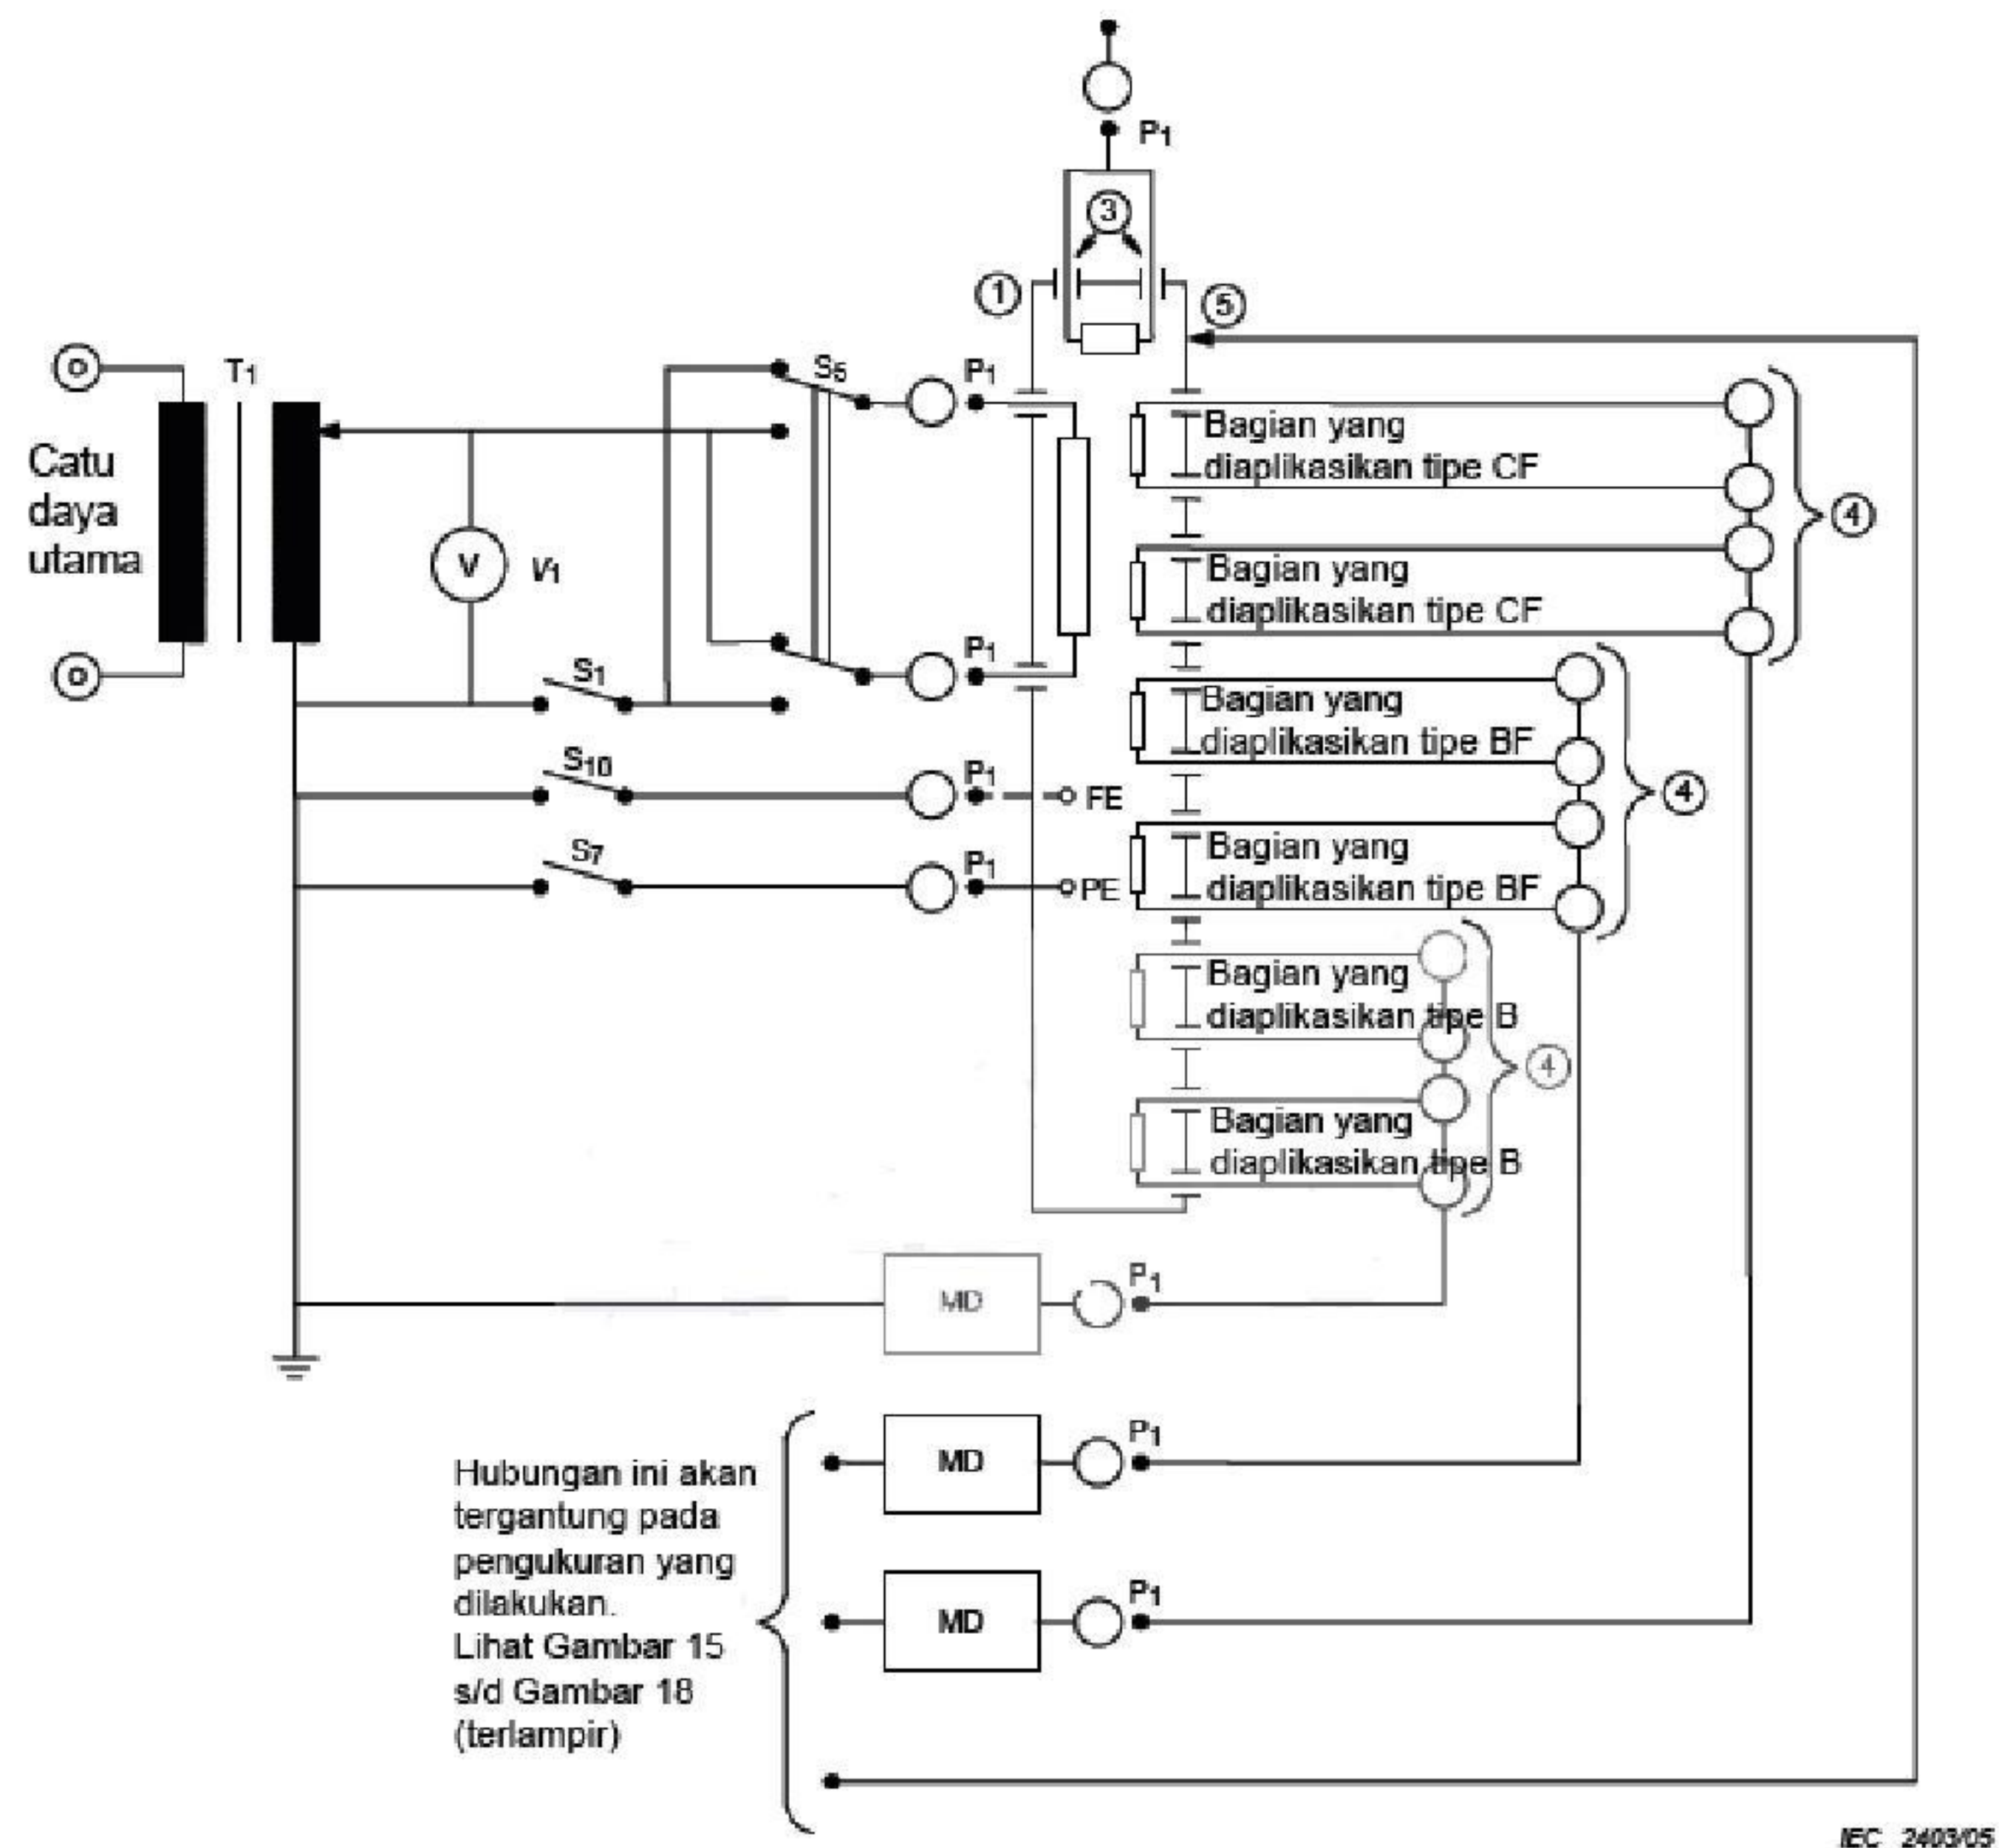 P1
3
1
5
T1
S5
P1
Catu
daya
utama
V
V1
Bagian yang
diaplikasikan tipe CF
4
Bagian yang
diaplikasikan tipe CF
S1
P1
Bagian yang
diaplikasikan tipe BF
4
S10
P1
FE
Bagian yang
diaplikasikan tipe BF
S7
P1
PE
Bagian yang
diaplikasikan tipe B
4
Bagian yang
diaplikasikan tipe B
MD
P1
MD
P1
Hubungan ini akan
tergantung pada
pengukuran yang
dilakukan.
Lihat Gambar 15
s/d Gambar 18
(terlampir)
MD
P1
IEC 2403/05